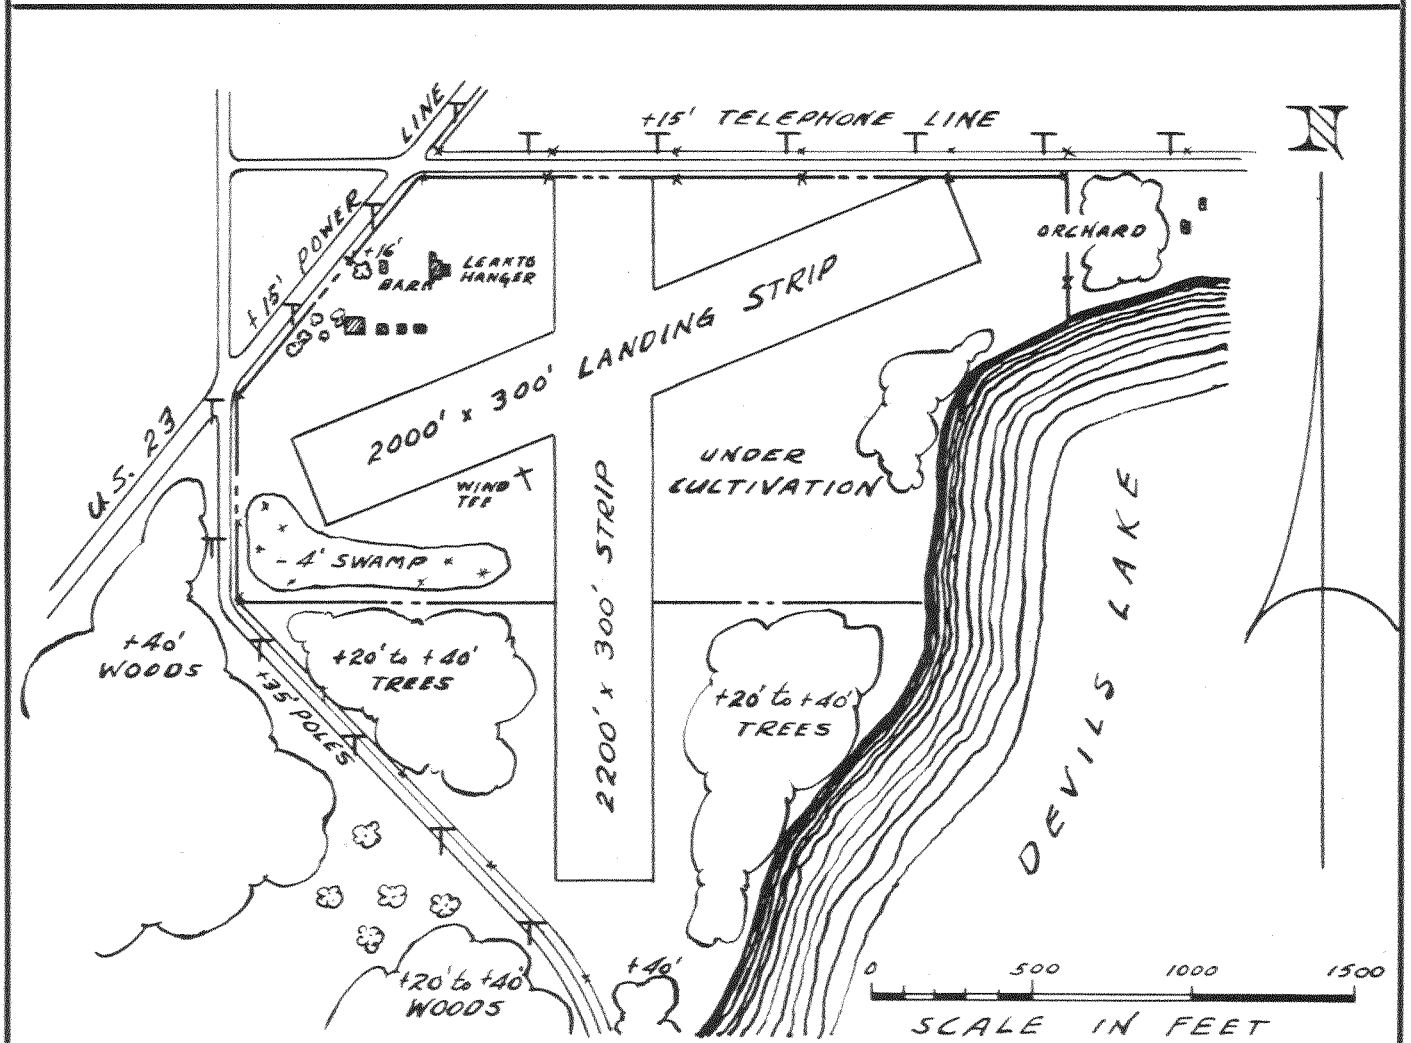 +15' TELEPHONE LINE
N
+15' POWER LINE
+16'
BARN
LEANTO
HANGER
ORCHARD
2000' x 300' LANDING STRIP
U.S. 23
WIND
TEE
UNDER
CULTIVATION
- 4' SWAMP
2200' x 300' STRIP
+40'
WOODS
+20' to +40'
TREES
+35' POLES
+20' to +40'
TREES
DEVILS LAKE
+20' to +40'
WOODS
+40'
0 500 1000 1500
SCALE IN FEET